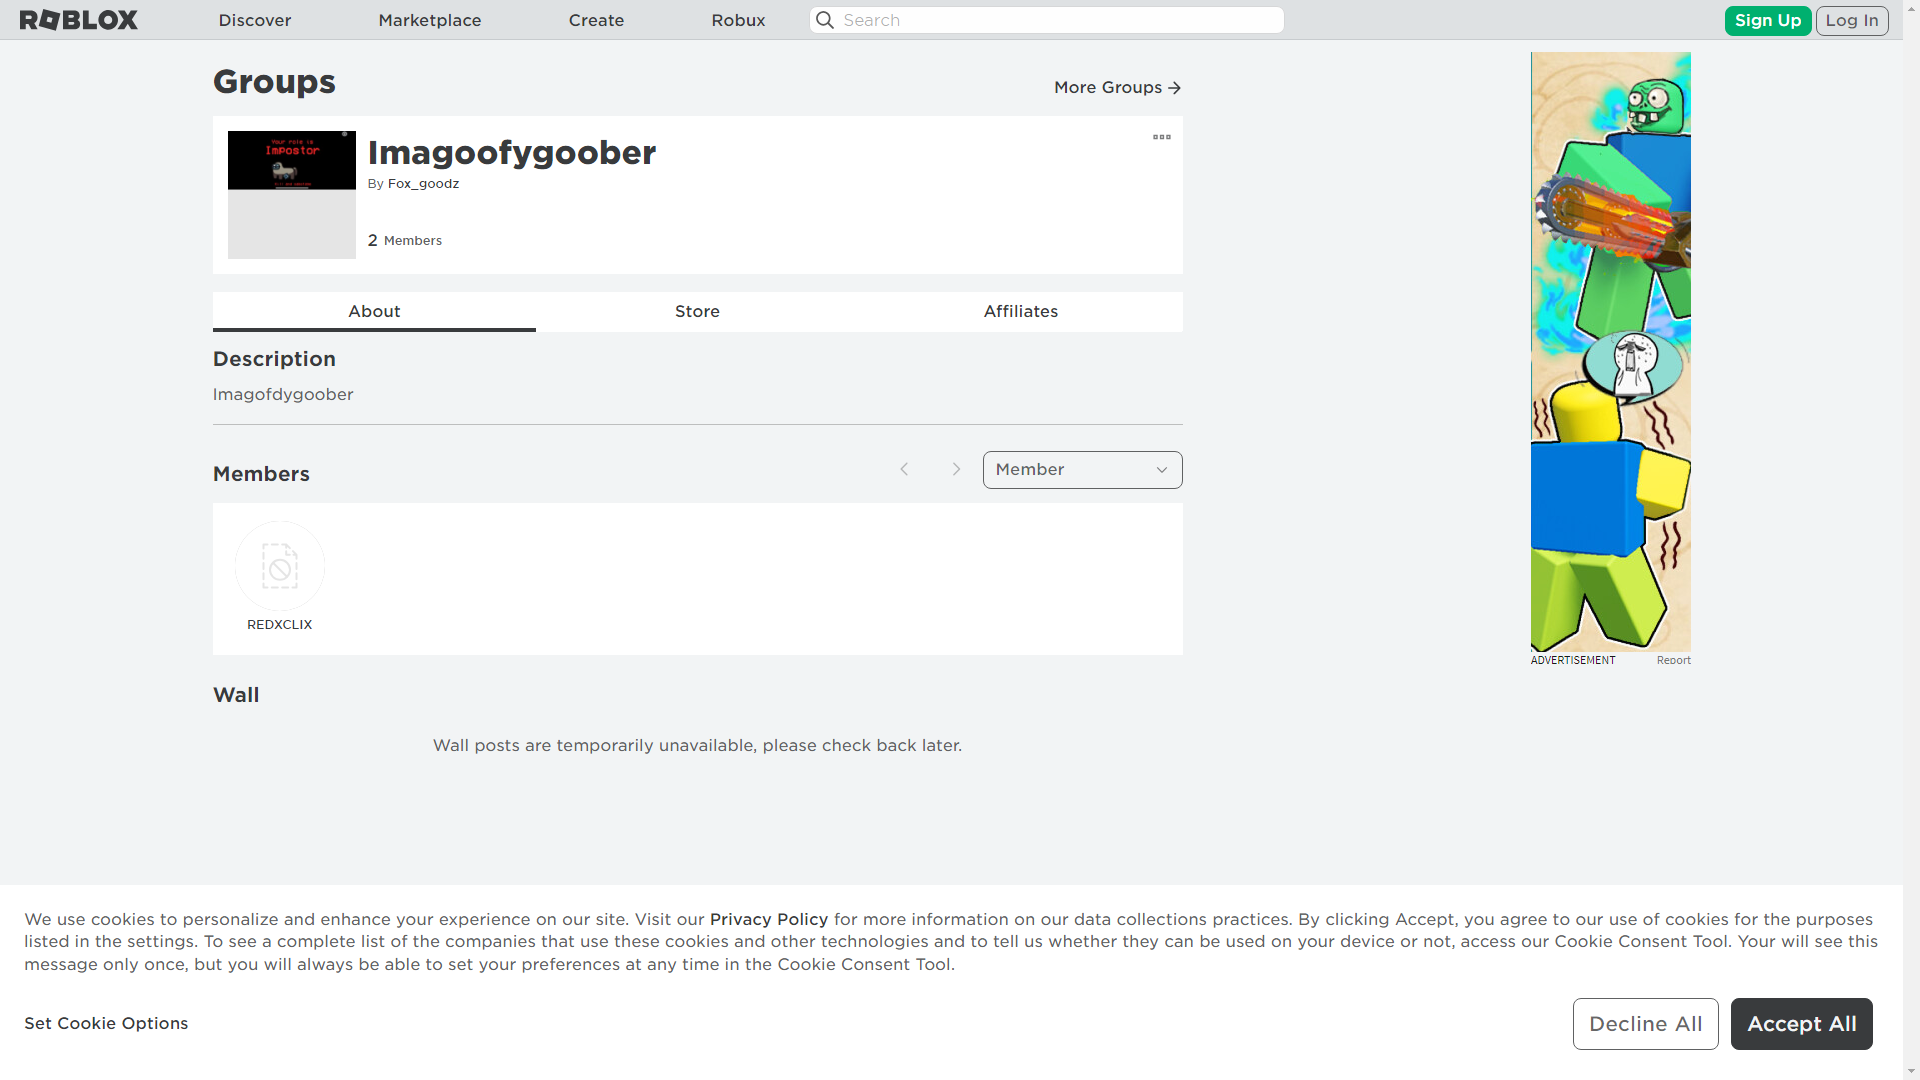 ROBLOX
Discover
Marketplace
Create
Robux
Search
Sign Up
Log In
Groups
More Groups
Your role is
Impostor
Imagoofygoober
By Fox_goodz
2 Members
About
Store
Affiliates
Description
Imagofdygoober
Members
Member
REDXCLIX
ADVERTISEMENT
Report
Wall
Wall posts are temporarily unavailable, please check back later.
We use cookies to personalize and enhance your experience on our site. Visit our Privacy Policy for more information on our data collections practices. By clicking Accept, you agree to our use of cookies for the purposes
listed in the settings. To see a complete list of the companies that use these cookies and other technologies and to tell us whether they can be used on your device or not, access our Cookie Consent Tool. Your will see this
message only once, but you will always be able to set your preferences at any time in the Cookie Consent Tool.
Set Cookie Options
Decline All
Accept All